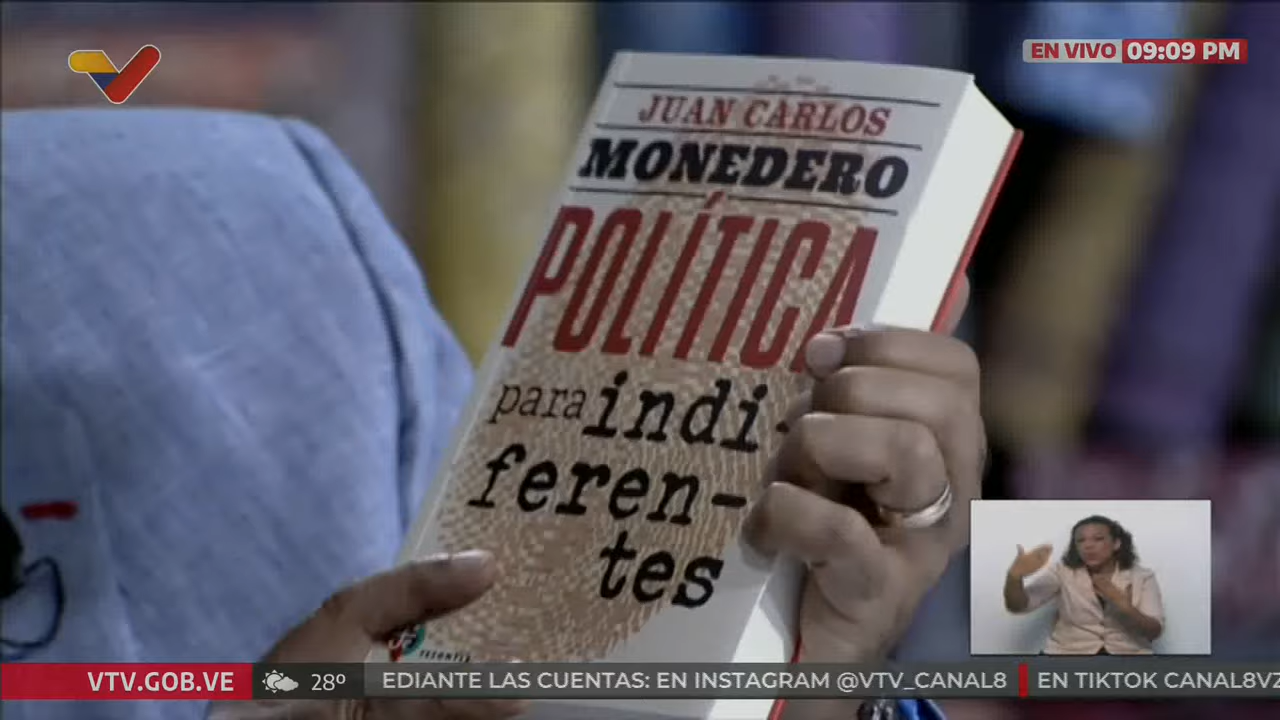 EN VIVO 09:09 PM
JUAN CARLOS
MONEDERO
POLÍTICA
para indi-
feren-
tes
VTV.GOB.VE 28º EDIANTE LAS CUENTAS: EN INSTAGRAM @VTV_CANAL8 EN TIKTOK CANAL8VZ